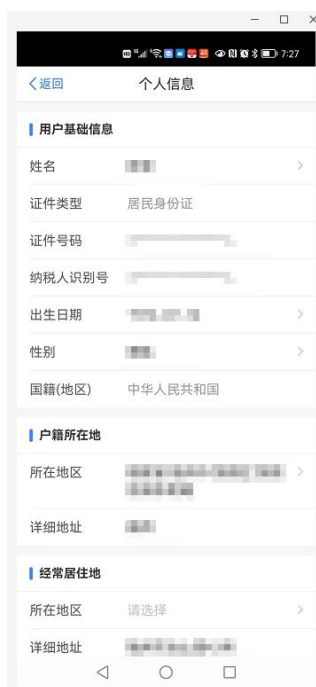 7:27
返回
个人信息
用户基础信息
姓名
证件类型 居民身份证
证件号码
纳税人识别号
出生日期
性别
国籍(地区) 中华人民共和国
户籍所在地
所在地区
详细地址
经常居住地
所在地区 请选择
详细地址